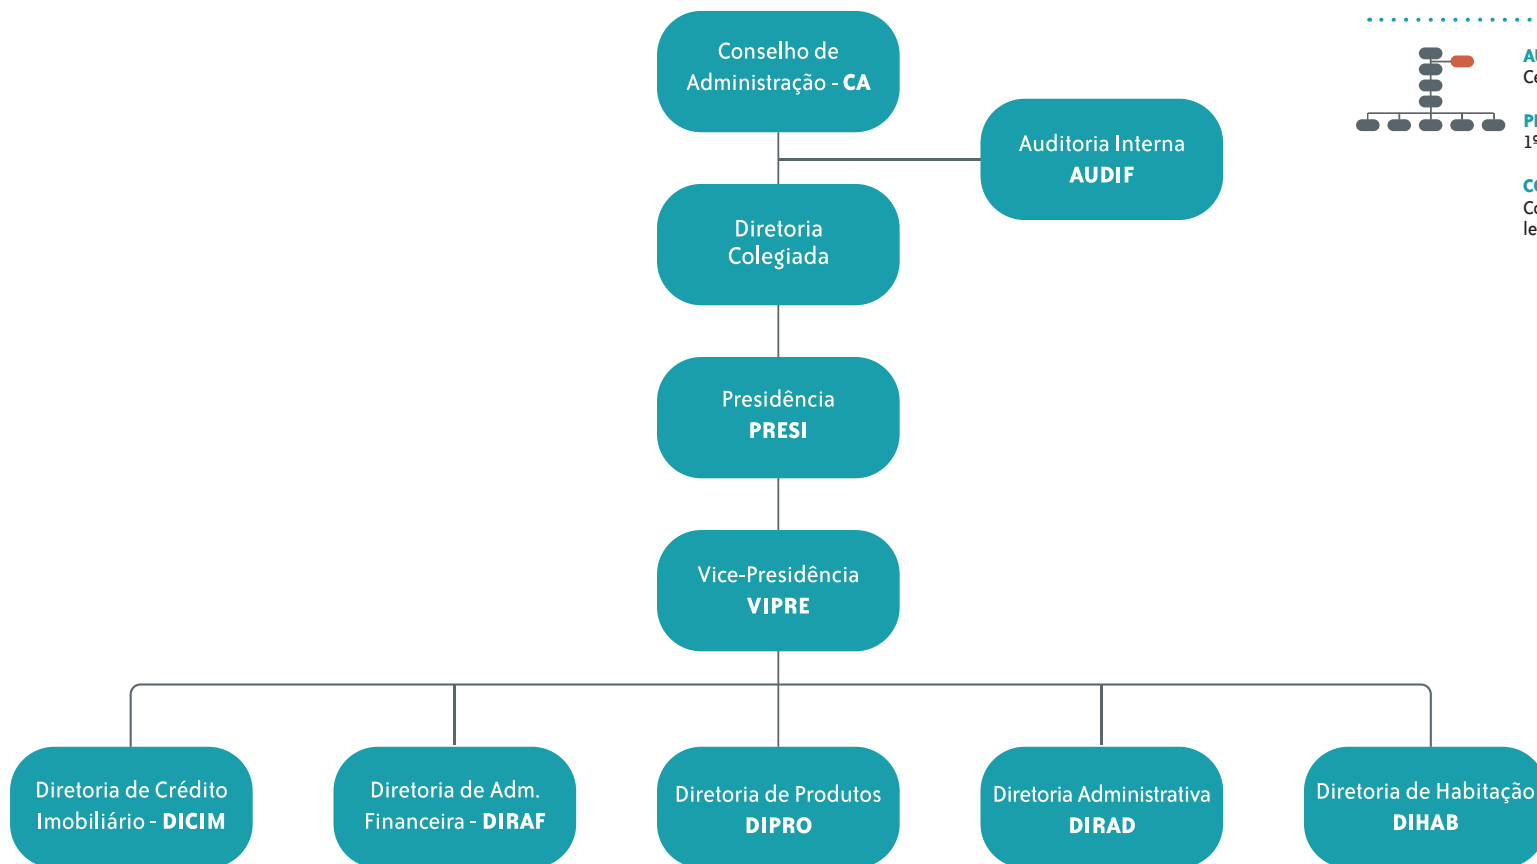 Conselho de
Administração - CA
Auditoria Interna
AUDIF
Diretoria
Colegiada
Presidência
PRESI
Vice-Presidência
VIPRE
Diretoria de Crédito
Imobiliário - DICIM
Diretoria de Adm.
Financeira - DIRAF
Diretoria de Produtos
DIPRO
Diretoria Administrativa
DIRAD
Diretoria de Habitação
DIHAB
1º